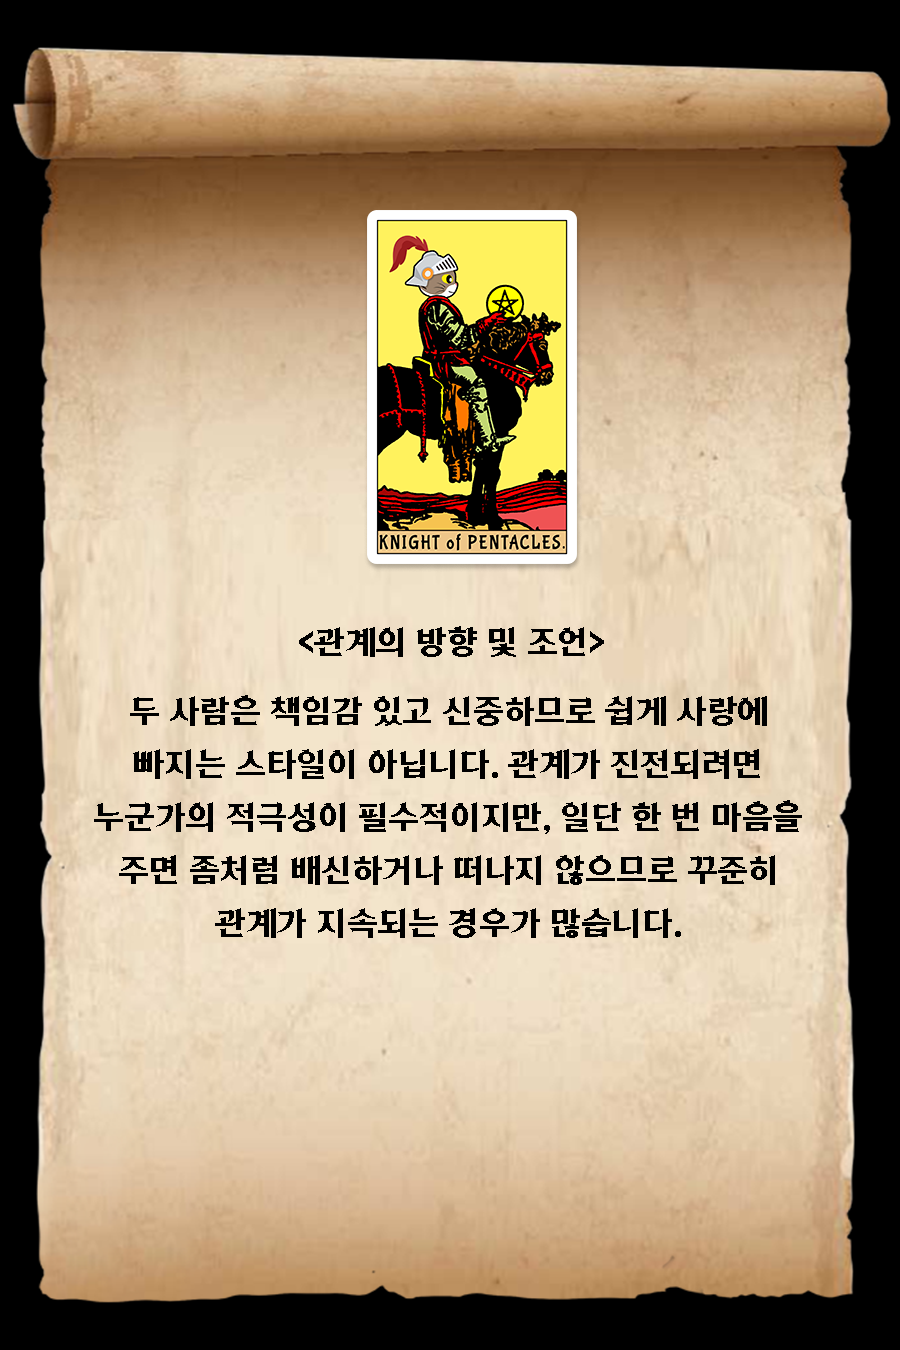 KNIGHT of PENTACLES.
<관계의 방향 및 조언>
두 사람은 책임감 있고 신중하므로 쉽게 사랑에
빠지는 스타일이 아닙니다. 관계가 진전되려면
누군가의 적극성이 필수적이지만, 일단 한 번 마음을
주면 좀처럼 배신하거나 떠나지 않으므로 꾸준히
관계가 지속되는 경우가 많습니다.